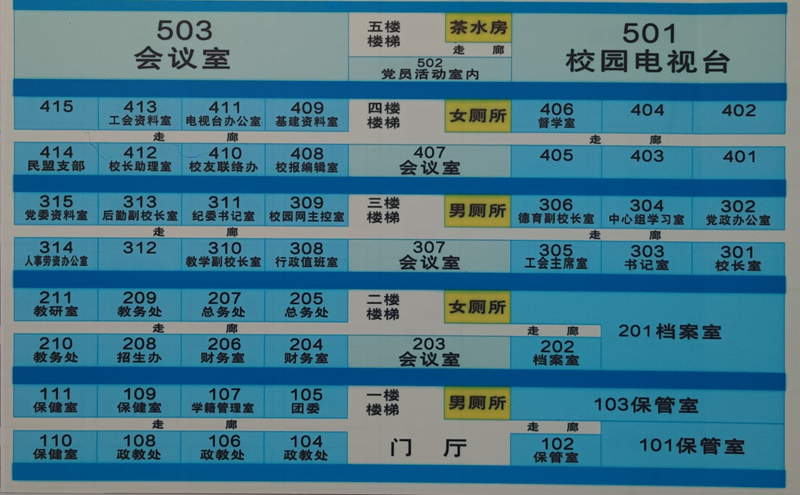 503
会议室
五楼
楼梯
茶水房
走 廊
502
党员活动室内
501
校园电视台
415
413
工会资料室
411
电视台办公室
409
基建资料室
四楼
楼梯
女厕所
406
督学室
404
402
走 廊
走 廊
414
民盟支部
412
校长助理室
410
校友联络办
408
校报编辑室
407
会议室
405
403
401
315
党委资料室
313
后勤副校长室
311
纪委书记室
309
校园网主控室
三楼
楼梯
男厕所
306
德育副校长室
304
中心组学习室
302
党政办公室
走 廊
走 廊
314
人事劳资办公室
312
310
教学副校长室
308
行政值班室
307
会议室
305
工会主席室
303
书记室
301
校长室
211
教研室
209
教务处
207
总务处
205
总务处
二楼
楼梯
女厕所
走 廊
走 廊
201档案室
210
教务处
208
招生办
206
财务室
204
财务室
203
会议室
202
档案室
111
保健室
109
保健室
107
学籍管理室
105
团委
一楼
楼梯
男厕所
103保管室
走 廊
走 廊
110
保健室
108
政教处
106
政教处
104
政教处
门 厅
102
保管室
101保管室